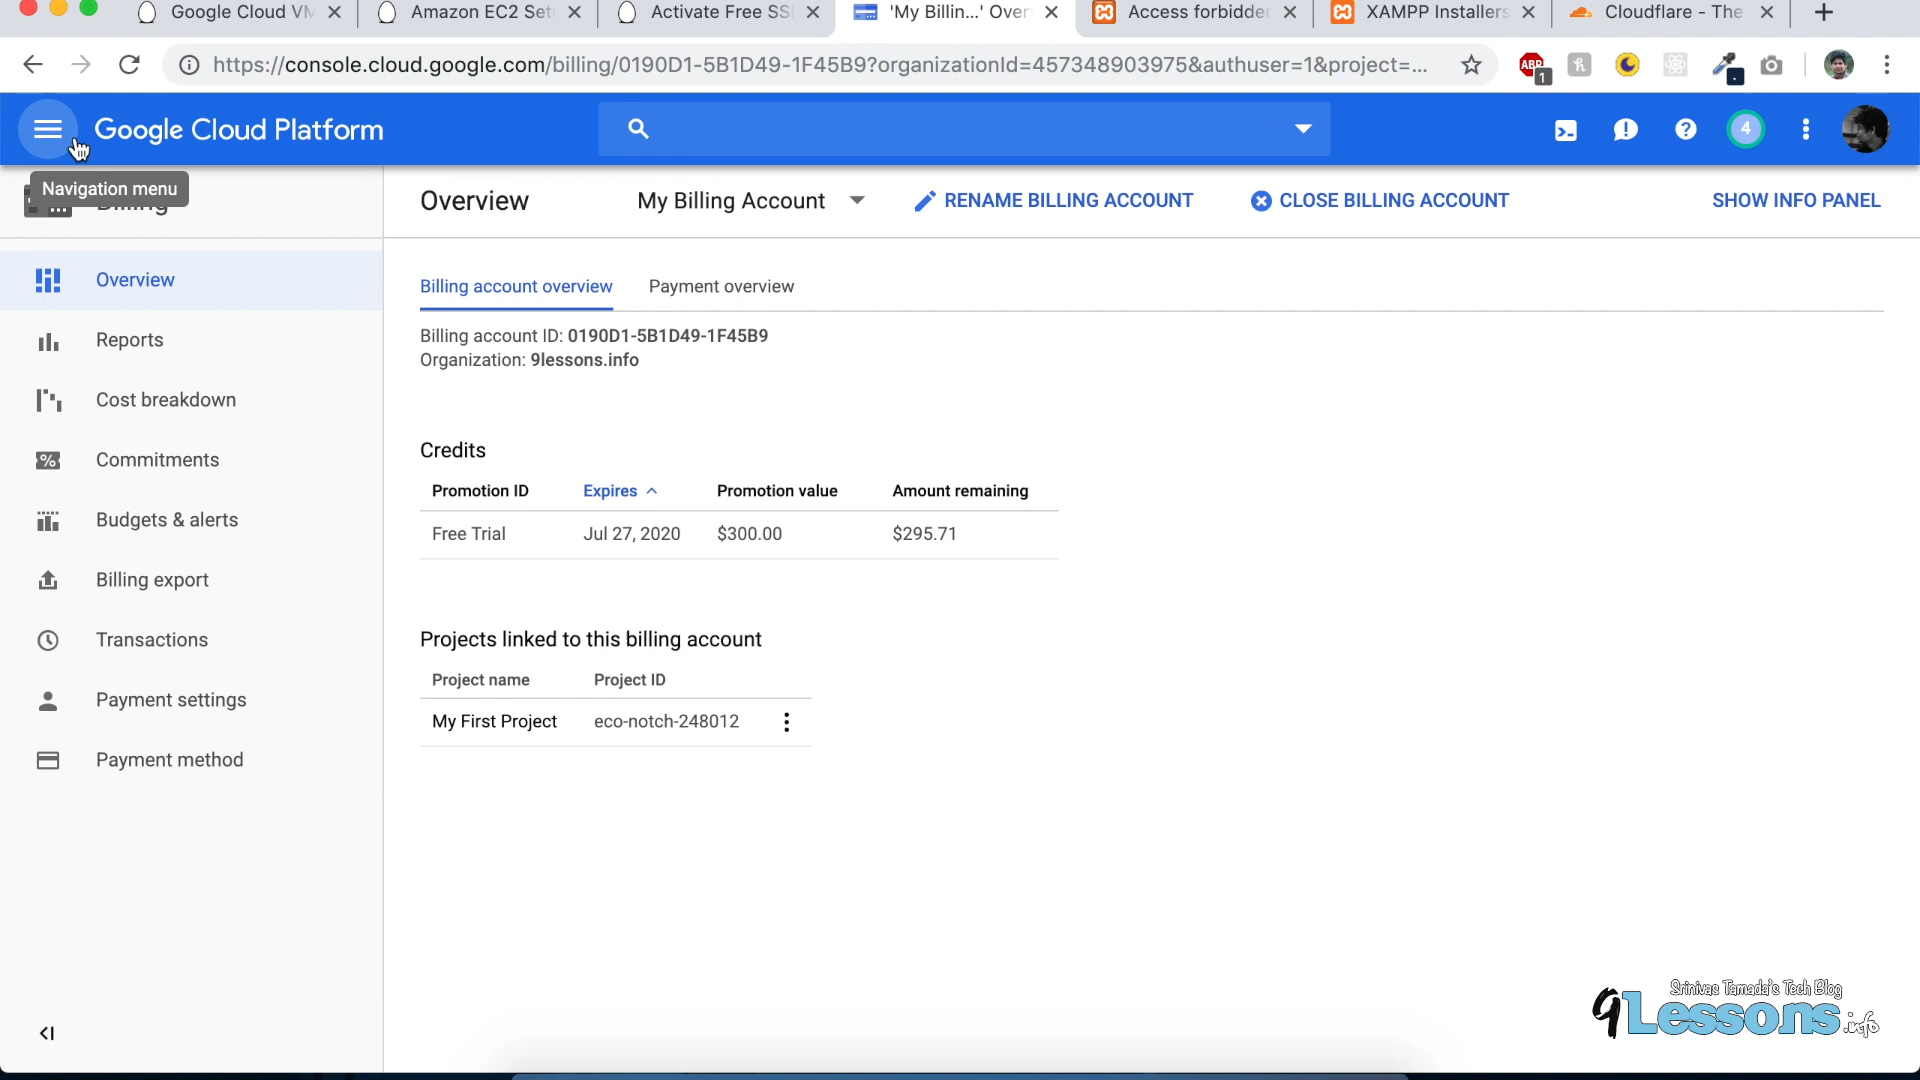 Google Cloud VM
Amazon EC2 Set
Activate Free SS
'My Billin...' Over
Access forbidder
XAMPP Installers
Cloudflare - The
https://console.cloud.google.com/billing/0190D1-5B1D49-1F45B9?organizationId=457348903975&authuser=1&project=...
ABP
1
Google Cloud Platform
4
Navigation menu
Billing
Overview
My Billing Account
RENAME BILLING ACCOUNT
CLOSE BILLING ACCOUNT
SHOW INFO PANEL
Overview
Reports
Cost breakdown
Commitments
Budgets & alerts
Billing export
Transactions
Payment settings
Payment method
Billing account overview
Payment overview
Billing account ID: 0190D1-5B1D49-1F45B9
Organization: 9lessons.info
Credits
Promotion ID Expires Promotion value Amount remaining
Free Trial Jul 27, 2020 $300.00 $295.71
Projects linked to this billing account
Project name Project ID
My First Project eco-notch-248012
Srinivas Tamada's Tech Blog
9Lessons.info